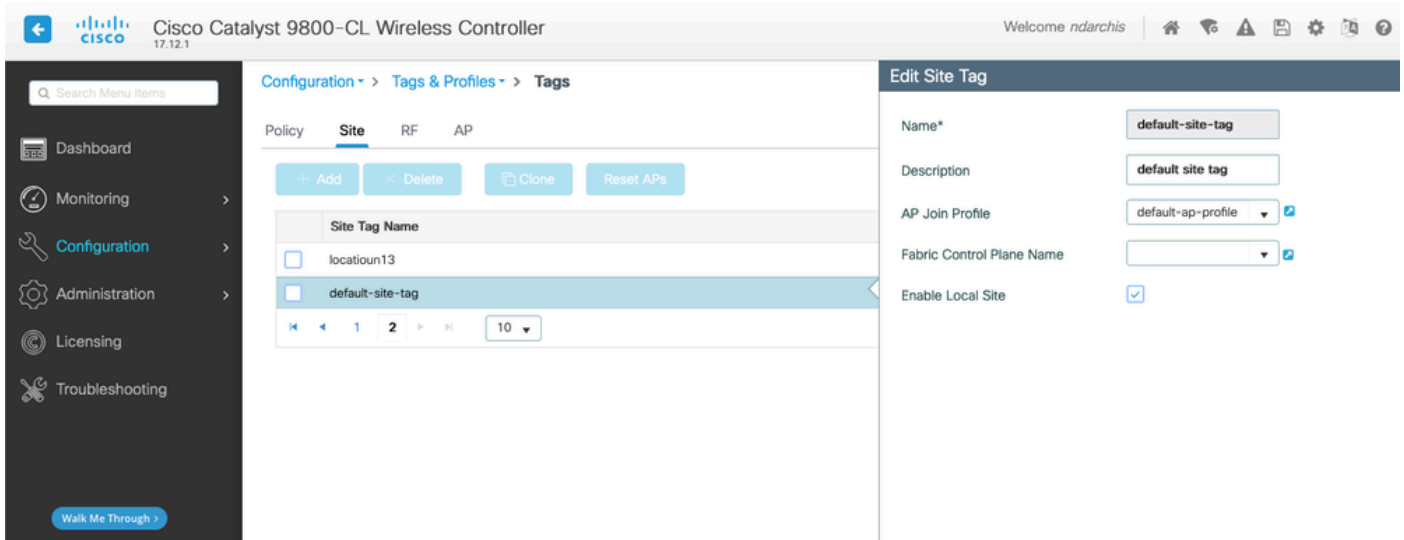 CISCO
Cisco Catalyst 9800-CL Wireless Controller
17.12.1
Welcome ndarchis
Search Menu Items
Dashboard
Monitoring
Configuration
Administration
Licensing
Troubleshooting
Walk Me Through >
Configuration > Tags & Profiles > Tags
Policy Site RF AP
+ Add × Delete Clone Reset APs
Site Tag Name
locatioun13
default-site-tag
1 2 10
Edit Site Tag
Name* default-site-tag
Description default site tag
AP Join Profile default-ap-profile
Fabric Control Plane Name
Enable Local Site